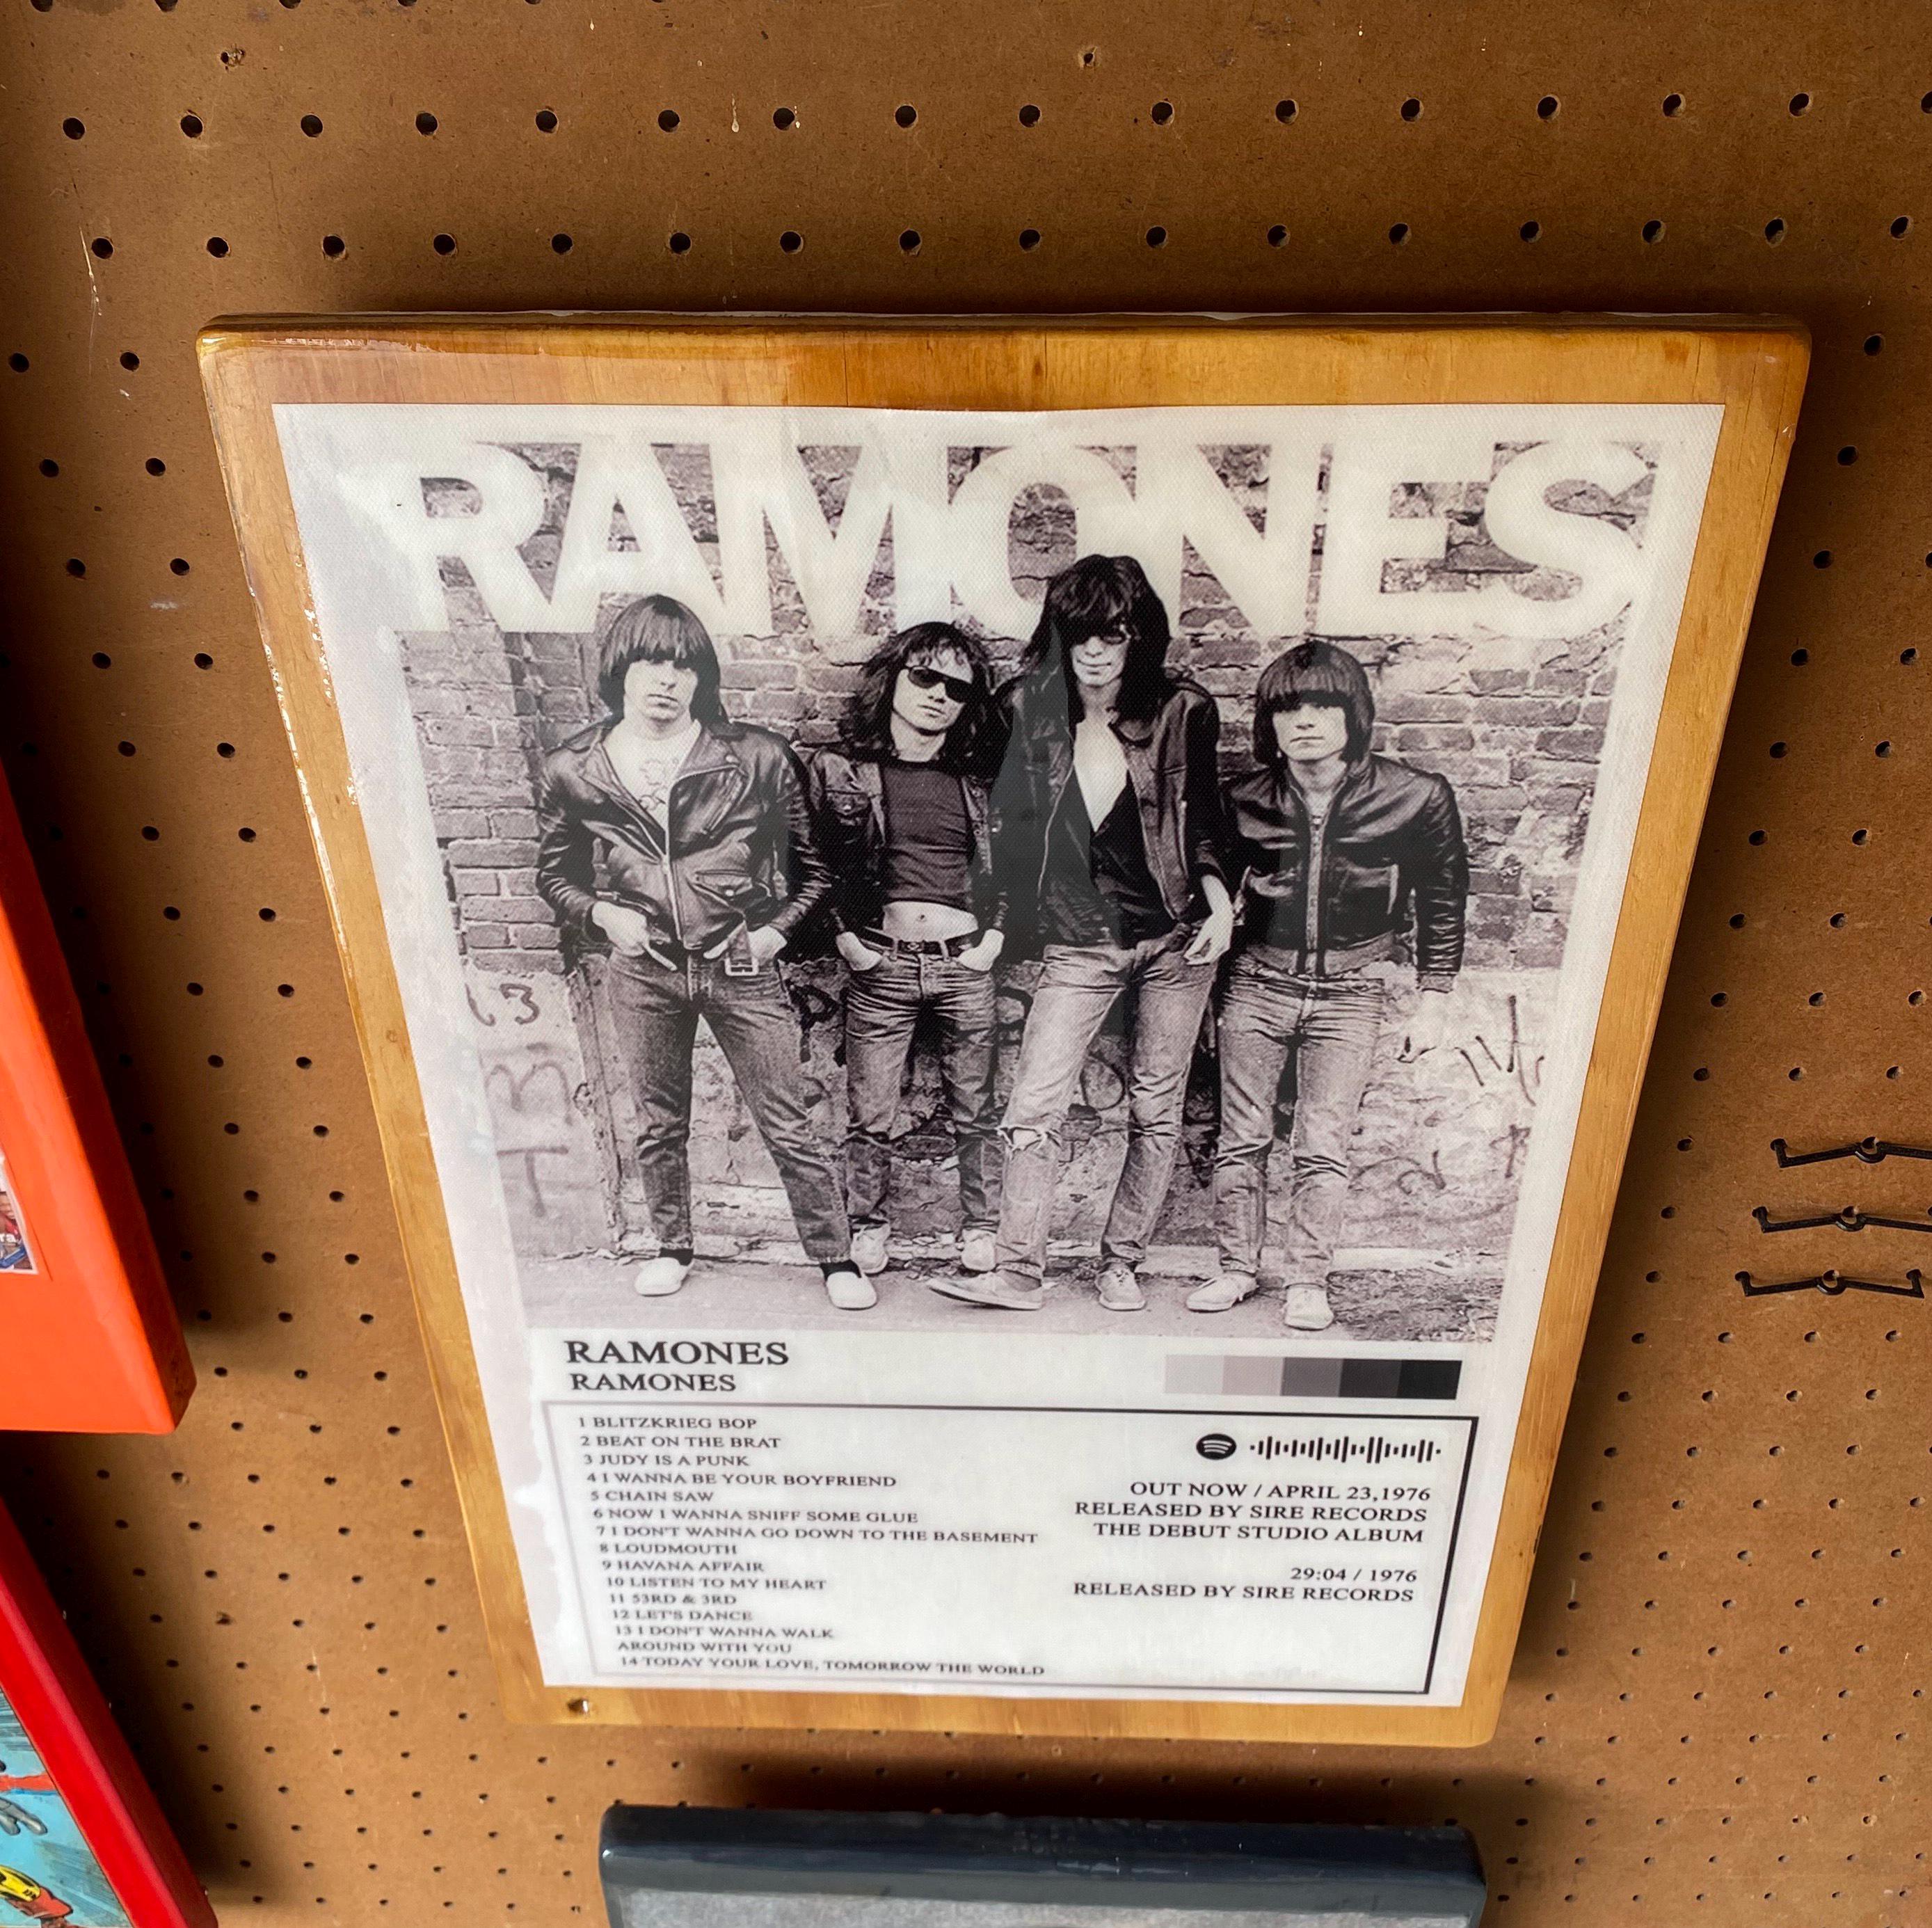 RAMONES
RAMONES
RAMONES
1 BLITZKRIEG BOP
2 BEAT ON THE BRAT
3 JUDY IS A PUNK
4 I WANNA BE YOUR BOYFRIEND
5 CHAIN SAW
6 NOW I WANNA SNIFF SOME GLUE
7 I DON'T WANNA GO DOWN TO THE BASEMENT
8 LOUDMOUTH
9 HAVANA AFFAIR
10 LISTEN TO MY HEART
11 53RD & 3RD
12 LET'S DANCE
13 I DON'T WANNA WALK
AROUND WITH YOU
14 TODAY YOUR LOVE, TOMORROW THE WORLD
OUT NOW / APRIL 23,1976
RELEASED BY SIRE RECORDS
THE DEBUT STUDIO ALBUM
29:04 / 1976
RELEASED BY SIRE RECORDS